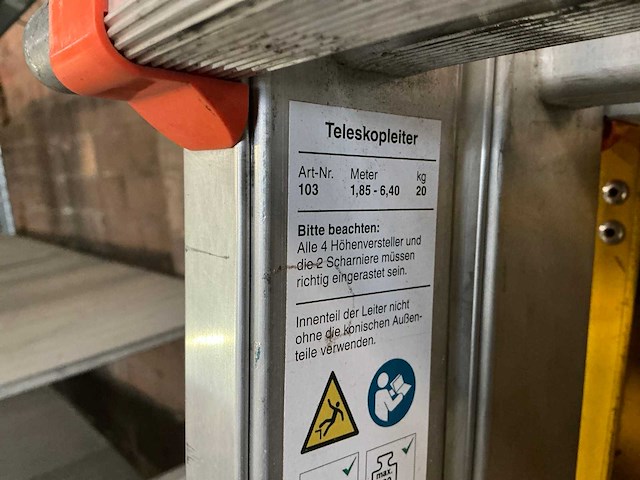 Teleskopleiter
Art-Nr. Meter kg
103 1,85 - 6,40 20
Bitte beachten:
Alle 4 Höhenversteller und
die 2 Scharniere müssen
richtig eingerastet sein.
Innenteil der Leiter nicht
ohne die konischen Außen-
teile verwenden.
max.